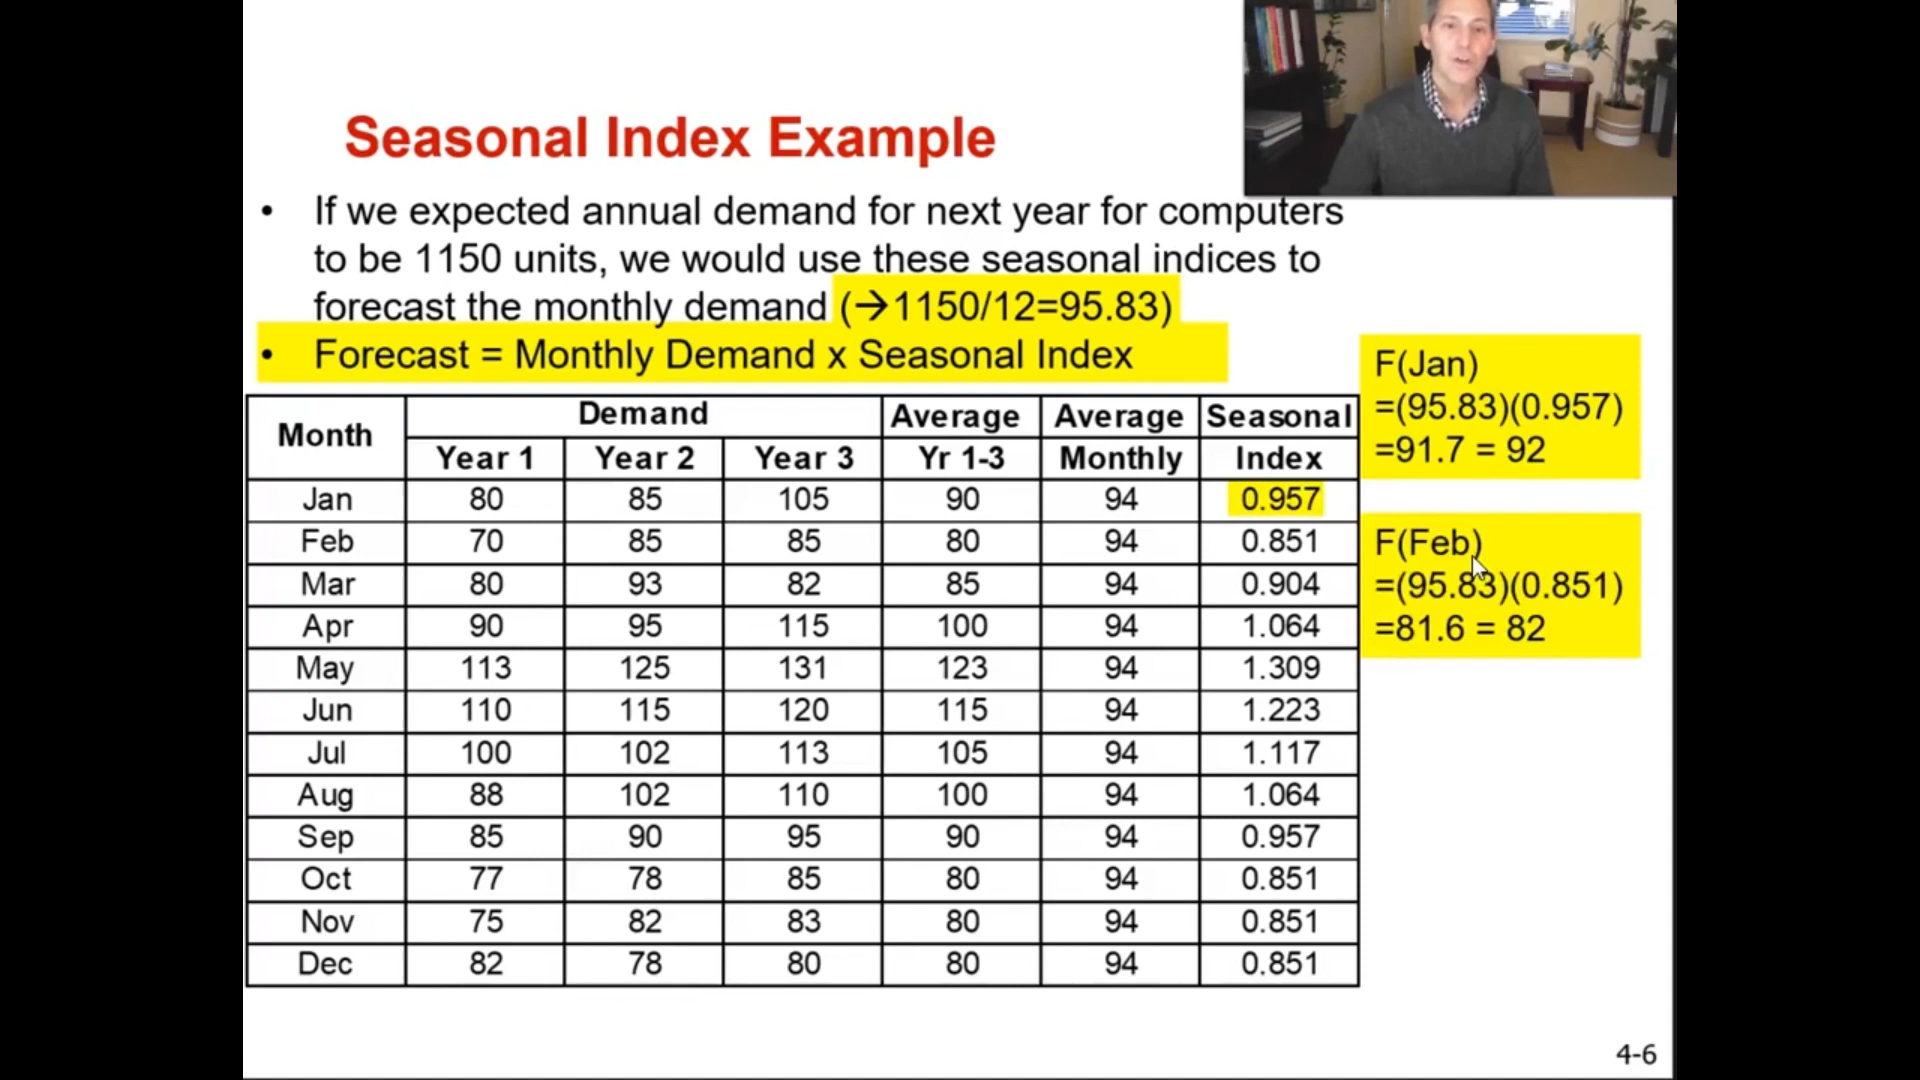 Seasonal Index Example
• If we expected annual demand for next year for computers
to be 1150 units, we would use these seasonal indices to
forecast the monthly demand (→1150/12=95.83)
• Forecast = Monthly Demand x Seasonal Index
F(Jan)
=(95.83)(0.957)
=91.7 = 92
F(Feb)
=(95.83)(0.851)
=81.6 = 82
Month Demand Average Average Seasonal
Year 1 Year 2 Year 3 Yr 1-3 Monthly Index
Jan 80 85 105 90 94 0.957
Feb 70 85 85 80 94 0.851
Mar 80 93 82 85 94 0.904
Apr 90 95 115 100 94 1.064
May 113 125 131 123 94 1.309
Jun 110 115 120 115 94 1.223
Jul 100 102 113 105 94 1.117
Aug 88 102 110 100 94 1.064
Sep 85 90 95 90 94 0.957
Oct 77 78 85 80 94 0.851
Nov 75 82 83 80 94 0.851
Dec 82 78 80 80 94 0.851
4-6